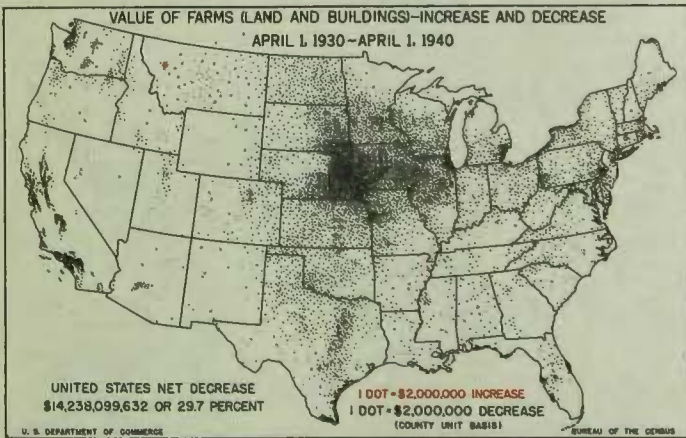 VALUE OF FARMS (LAND AND BUILDINGS)-INCREASE AND DECREASE
APRIL 1, 1930-APRIL 1, 1940
UNITED STATES NET DECREASE
$14,238,099,632 OR 29.7 PERCENT
1 DOT=$2,000,000 INCREASE
1 DOT=$2,000,000 DECREASE
(COUNTY UNIT BASIS)
U. S. DEPARTMENT OF COMMERCE
BUREAU OF THE CENSUS